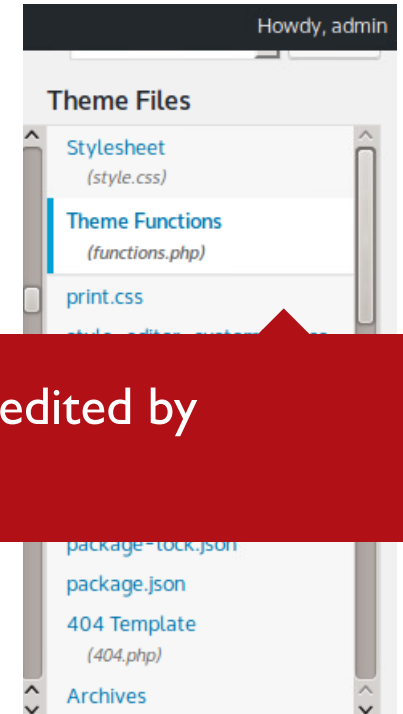 Howdy, admin
Theme Files
Stylesheet
(style.css)
Theme Functions
(functions.php)
print.css
edited by
package-lock.json
package.json
404 Template
(404.php)
Archives